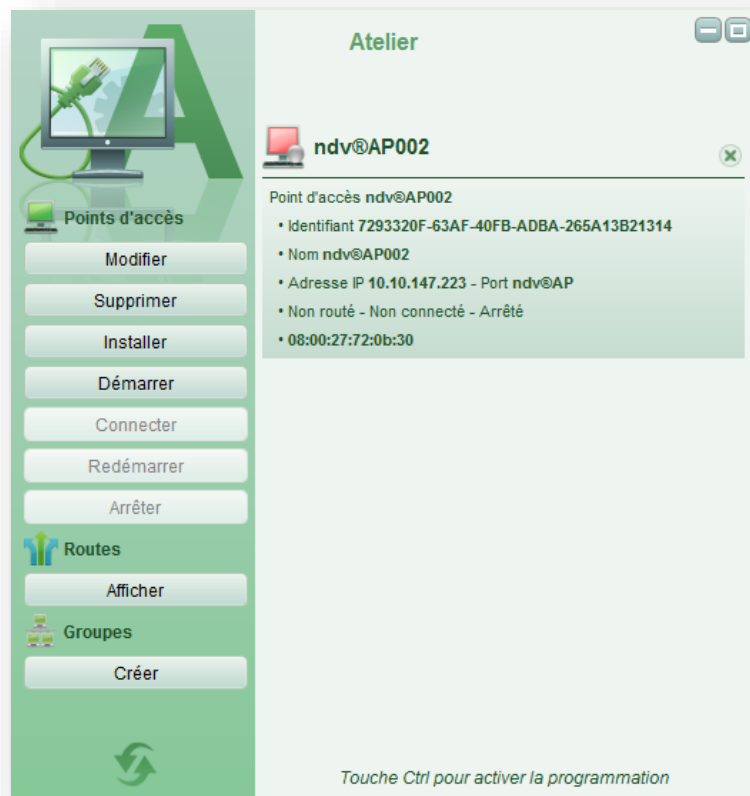 Atelier
ndv®AP002
Point d'accès ndv®AP002
• Identifiant 7293320F-63AF-40FB-ADBA-265A13B21314
• Nom ndv®AP002
• Adresse IP 10.10.147.223 - Port ndv®AP
• Non routé - Non connecté - Arrêté
• 08:00:27:72:0b:30
Points d'accès
Modifier
Supprimer
Installer
Démarrer
Connecter
Redémarrer
Arrêter
Routes
Afficher
Groupes
Créer
Touche Ctrl pour activer la programmation